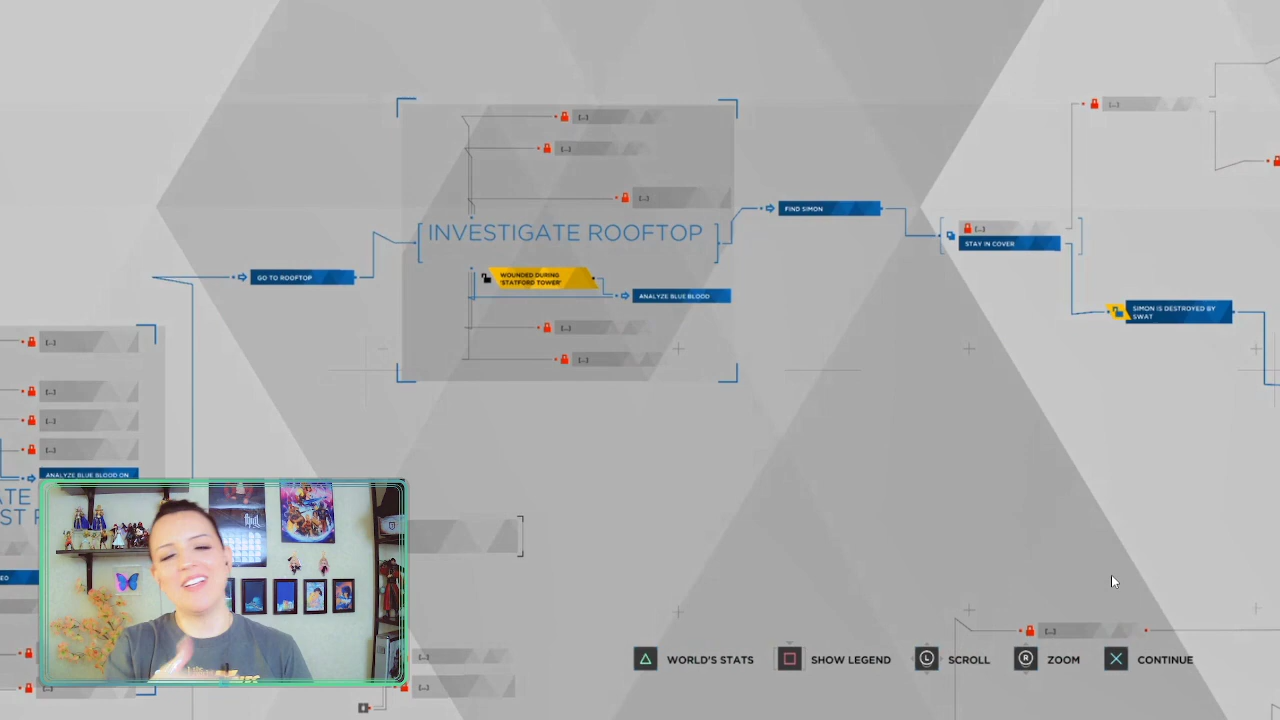 [...]
[...]
[...]
[...]
INVESTIGATE ROOFTOP
FIND SIMON
[...]
STAY IN COVER
GO TO ROOFTOP
WOUNDED DURING
'STATFORD TOWER'
ANALYZE BLUE BLOOD
SIMON IS DESTROYED BY
SWAT
[...]
[...]
[...]
[...]
[...]
[...]
ANALYZE BLUE BLOOD ON
[...]
[...]
[...]
[...]
[...]
WORLD'S STATS
SHOW LEGEND
L
SCROLL
R
ZOOM
CONTINUE